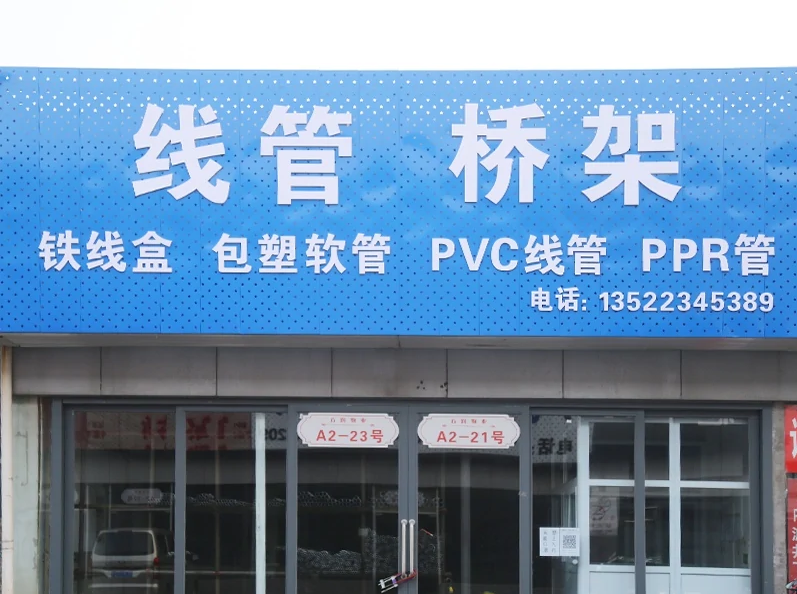 线管 桥架
铁线盒 包塑软管 PVC线管 PPR管
电话: 13522345389
A2-23号
A2-21号